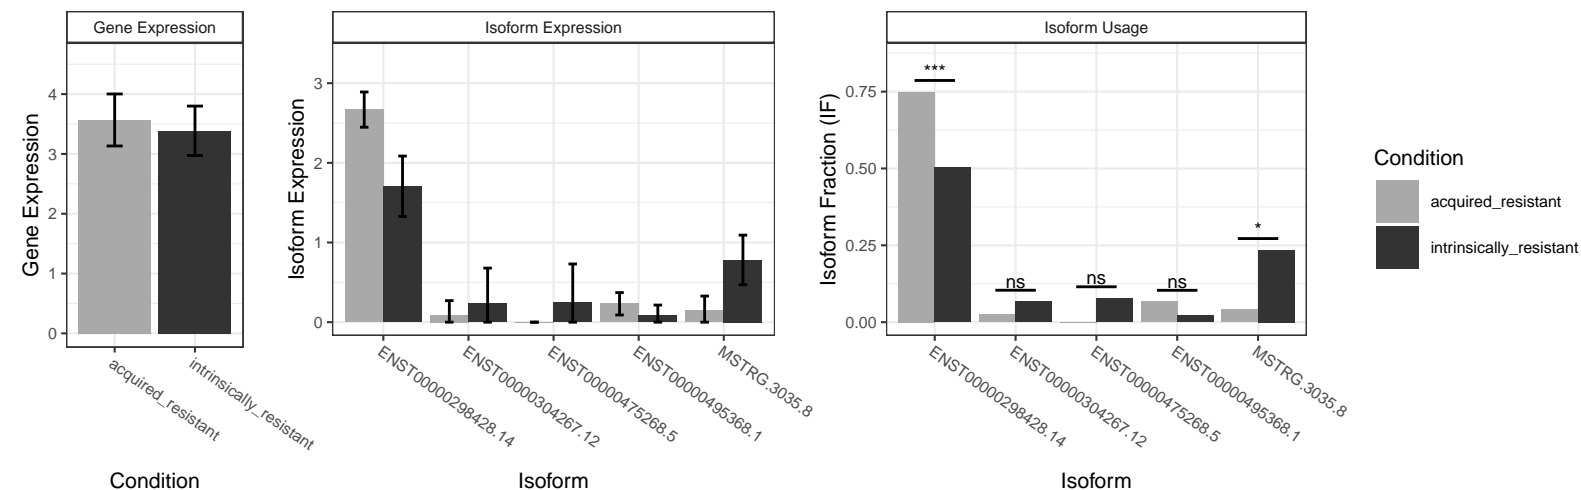 Gene Expression
Gene Expression
4
3
2
1
0
acquired_resistant
intrinsically_resistant
Condition
Isoform Expression
Isoform Expression
3
2
1
0
ENST00000298428.14
ENST00000304267.12
ENST00000475268.5
ENST00000495368.1
MSTRG.3035.8
Isoform
Isoform Usage
Isoform Fraction (IF)
0.75
0.50
0.25
0.00
***
ns
ns
ns
*
ENST00000298428.14
ENST00000304267.12
ENST00000475268.5
ENST00000495368.1
MSTRG.3035.8
Isoform
Condition
acquired_resistant
intrinsically_resistant